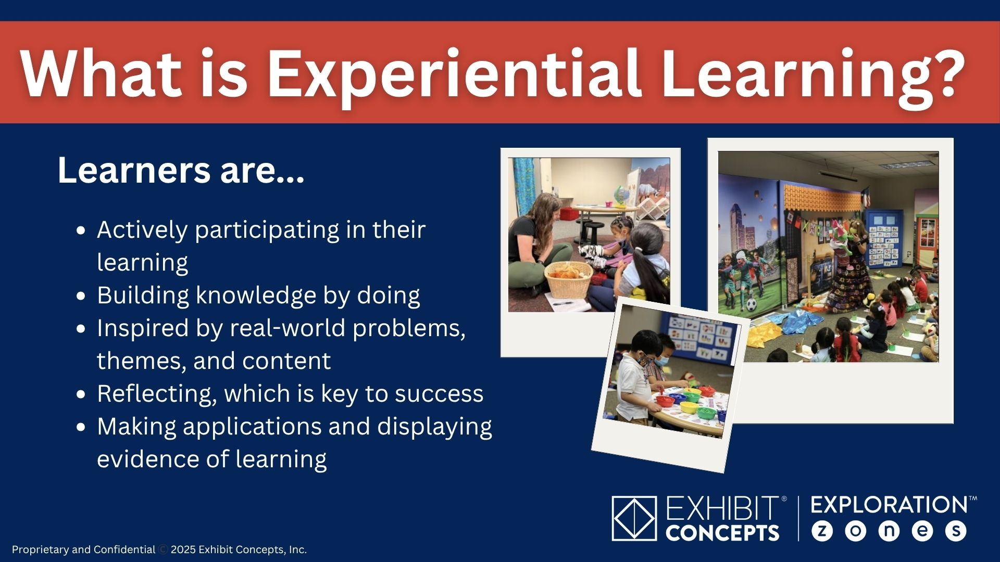 What is Experiential Learning?
Learners are...
• Actively participating in their
learning
• Building knowledge by doing
• Inspired by real-world problems,
themes, and content
• Reflecting, which is key to success
• Making applications and displaying
evidence of learning
EXHIBIT®
CONCEPTS
EXPLORATION™
zones
Proprietary and Confidential © 2025 Exhibit Concepts, Inc.